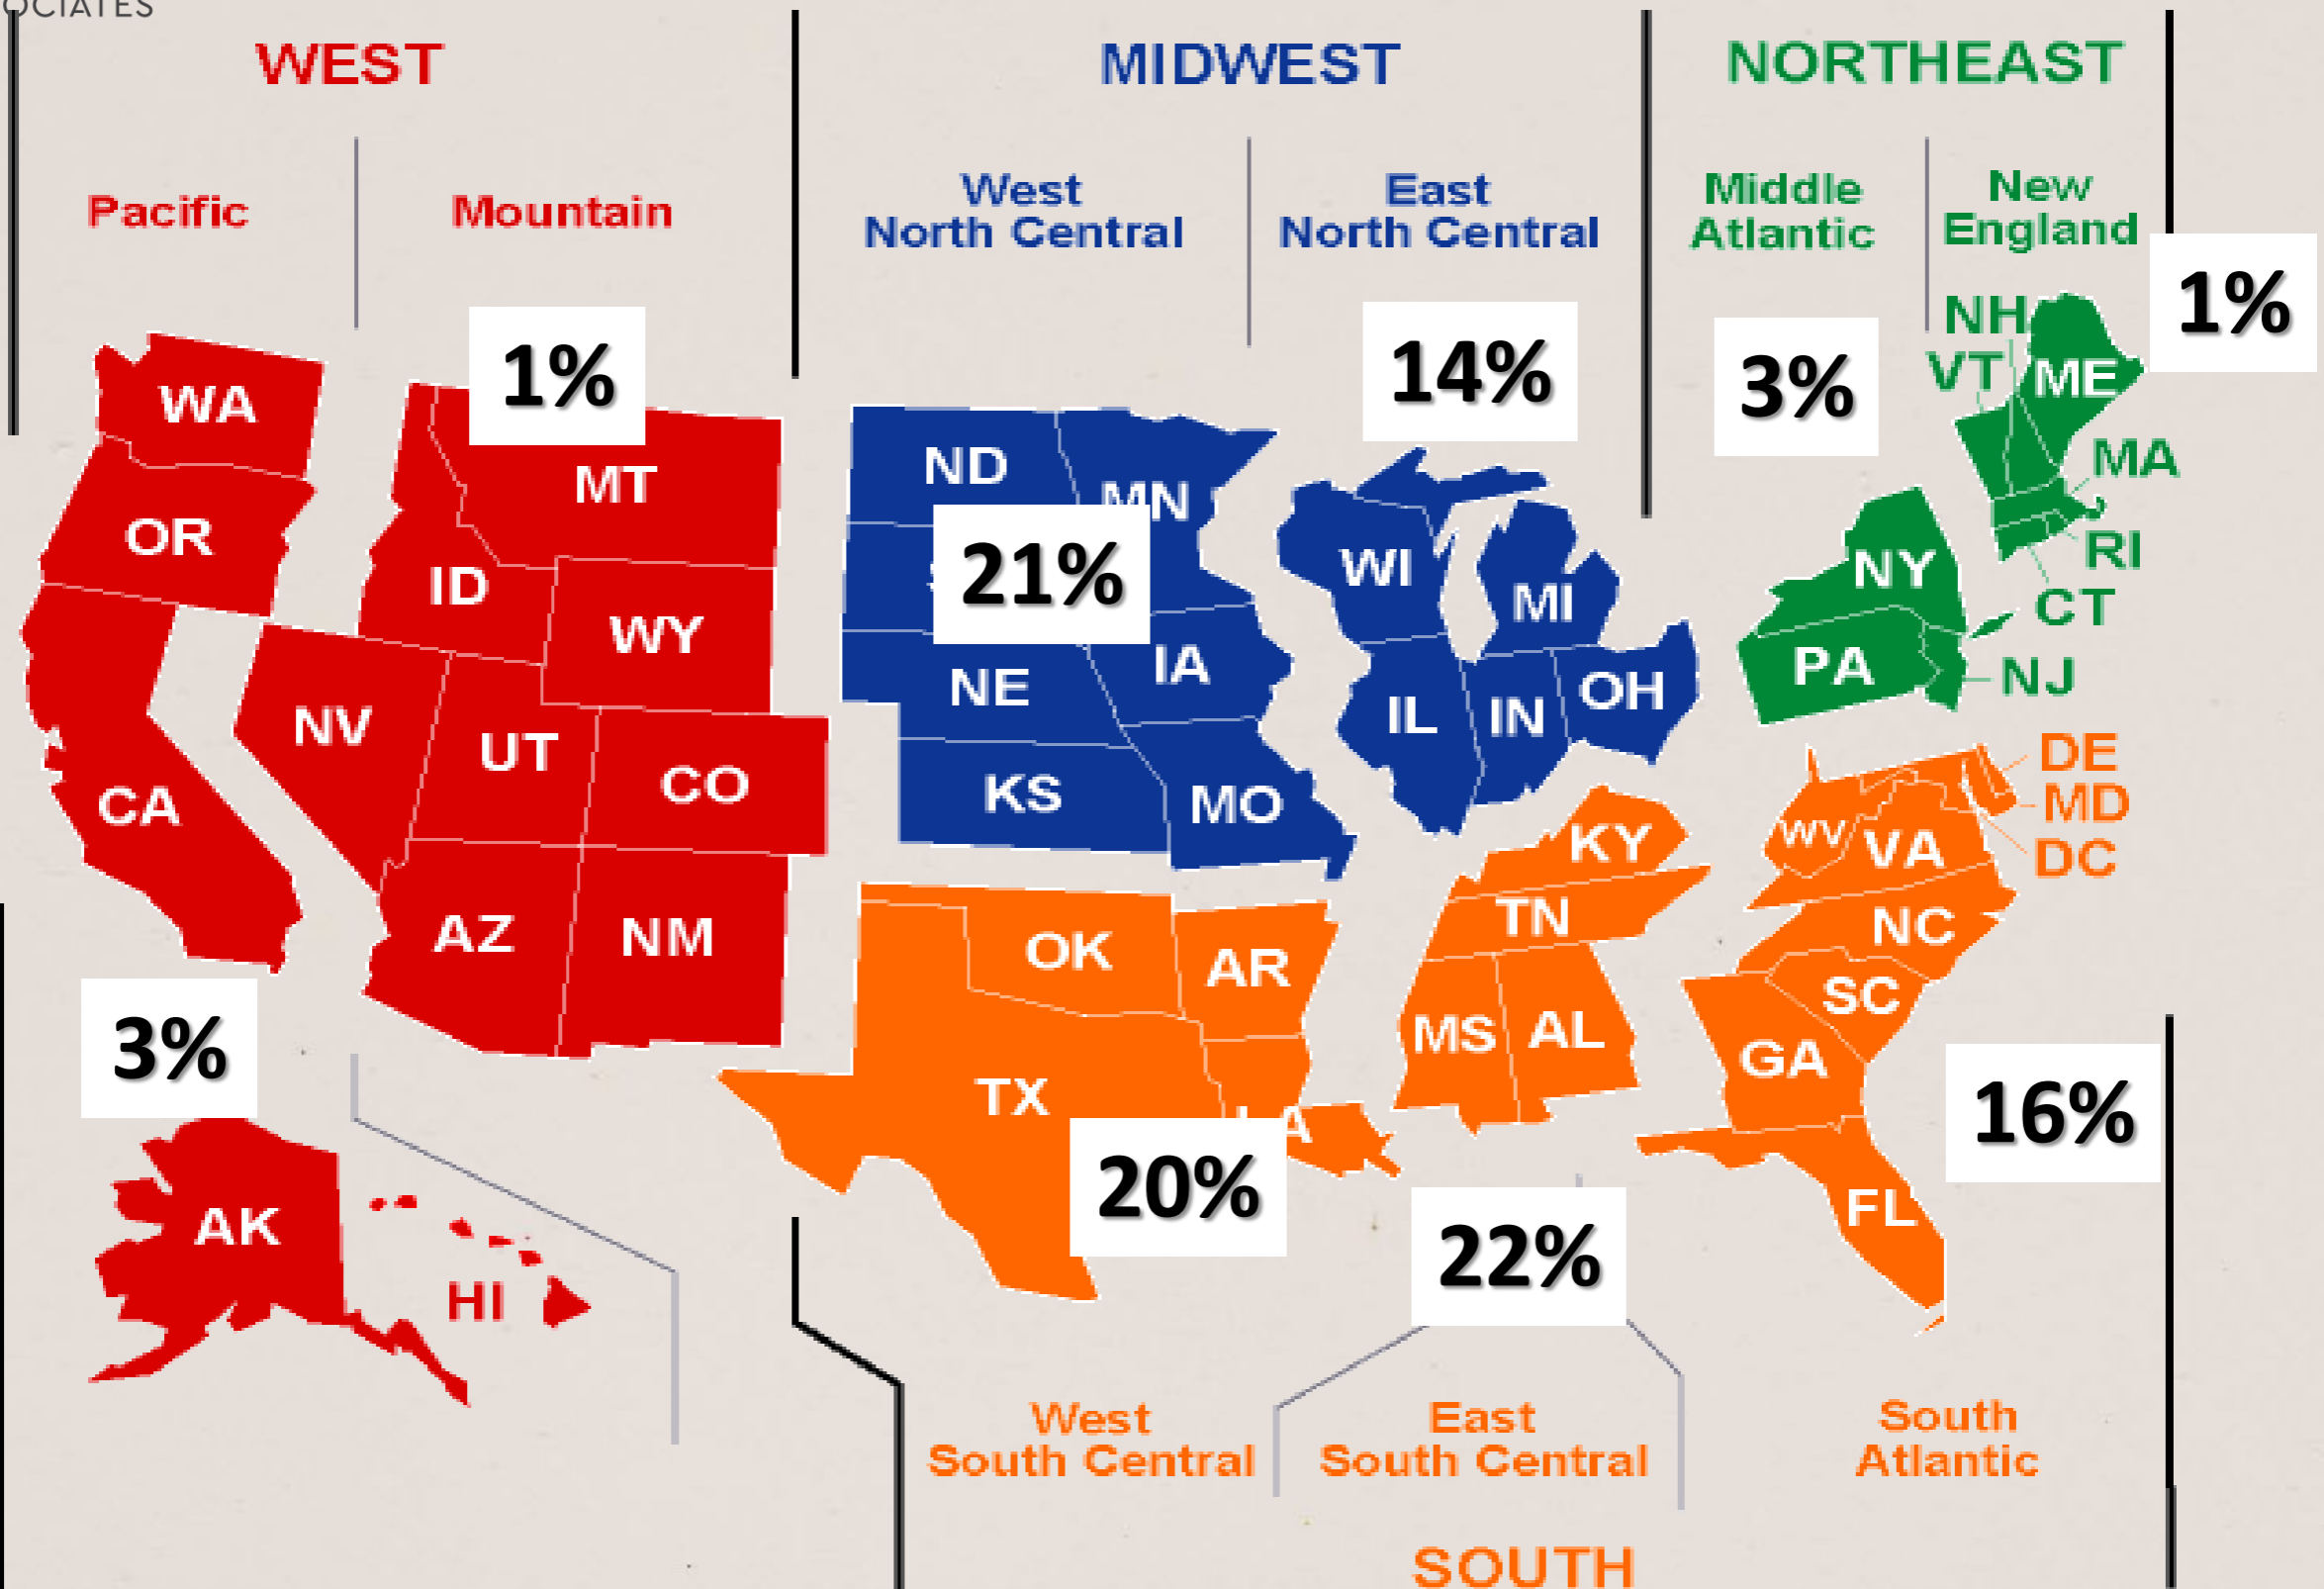 OCIATES
WEST
MIDWEST
NORTHEAST
Pacific
Mountain
West
North Central
East
North Central
Middle
Atlantic
New
England
1%
14%
3%
1%
NH
VT
ME
MA
RI
CT
NJ
NY
PA
WA
OR
CA
MT
ID
WY
NV
UT
CO
AZ
NM
ND
MN
21%
NE
IA
KS
MO
WI
MI
IL
IN
OH
DE
MD
DC
WV
VA
NC
SC
GA
FL
KY
TN
MS
AL
OK
AR
TX
LA
3%
20%
22%
16%
AK
HI
West
South Central
East
South Central
South
Atlantic
SOUTH